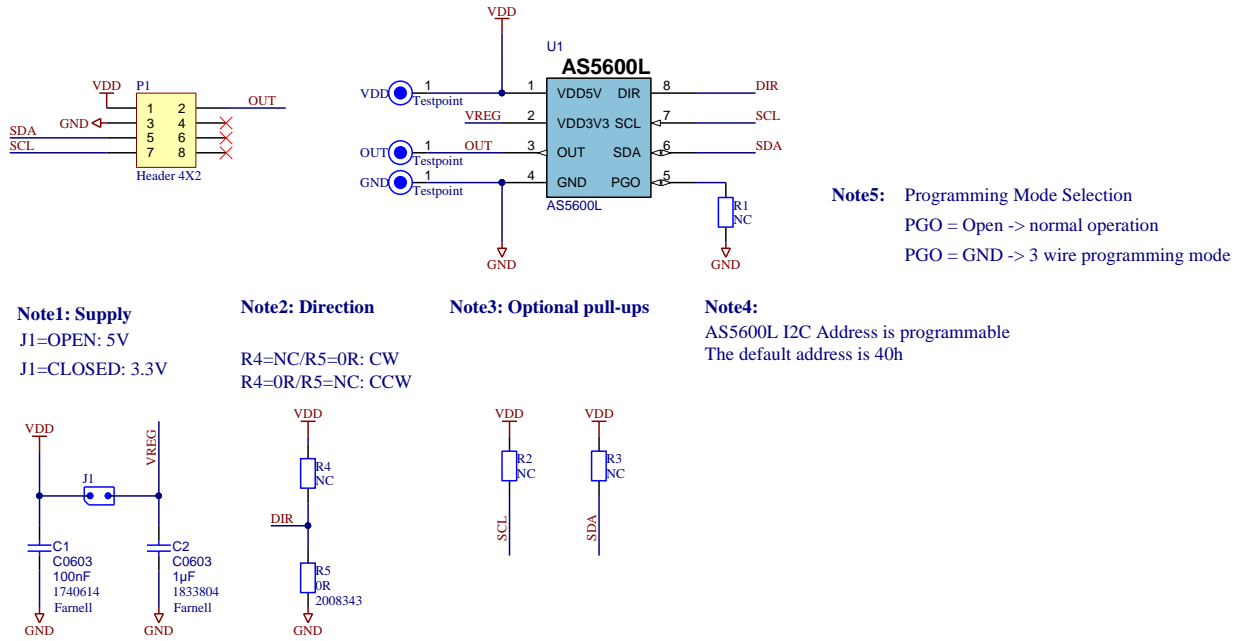 VDD
P1
1 2 OUT
GND 3 4
SDA 5 6
SCL 7 8
Header 4X2
VDD
U1
AS5600L
VDD 1 Testpoint 1 VDD5V DIR 8 DIR
VREG 2 VDD3V3 SCL 7 SCL
OUT 1 Testpoint OUT 3 OUT SDA 6 SDA
GND 1 Testpoint 4 GND PGO 5
AS5600L
R1
NC
GND
GND
Note5: Programming Mode Selection
PGO = Open -> normal operation
PGO = GND -> 3 wire programming mode
Note1: Supply
J1=OPEN: 5V
J1=CLOSED: 3.3V
Note2: Direction
R4=NC/R5=0R: CW
R4=0R/R5=NC: CCW
Note3: Optional pull-ups
Note4:
AS5600L I2C Address is programmable
The default address is 40h
VDD
VREG
J1
C1
C0603
100nF
1740614
Farnell
GND
C2
C0603
1µF
1833804
Farnell
GND
VDD
R4
NC
DIR
R5
0R
2008343
GND
VDD
R2
NC
SCL
VDD
R3
NC
SDA